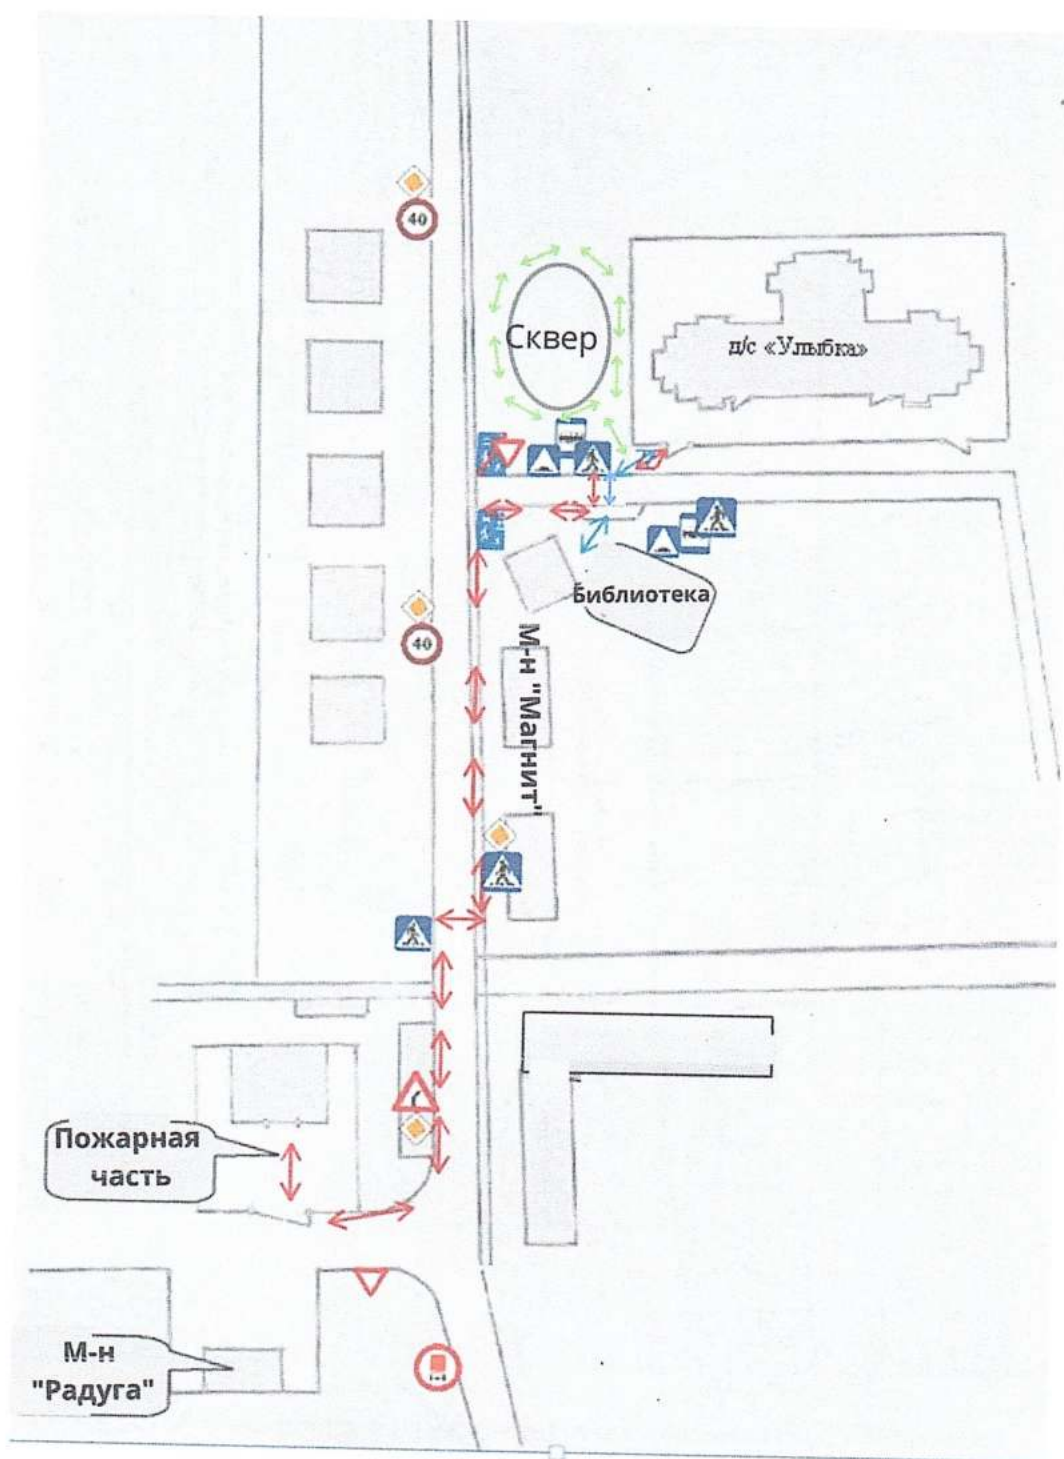 40
Сквер
д/с «Улыбка»
Библиотека
40
М-н "Магнит"
Пожарная
часть
М-н
"Радуга"